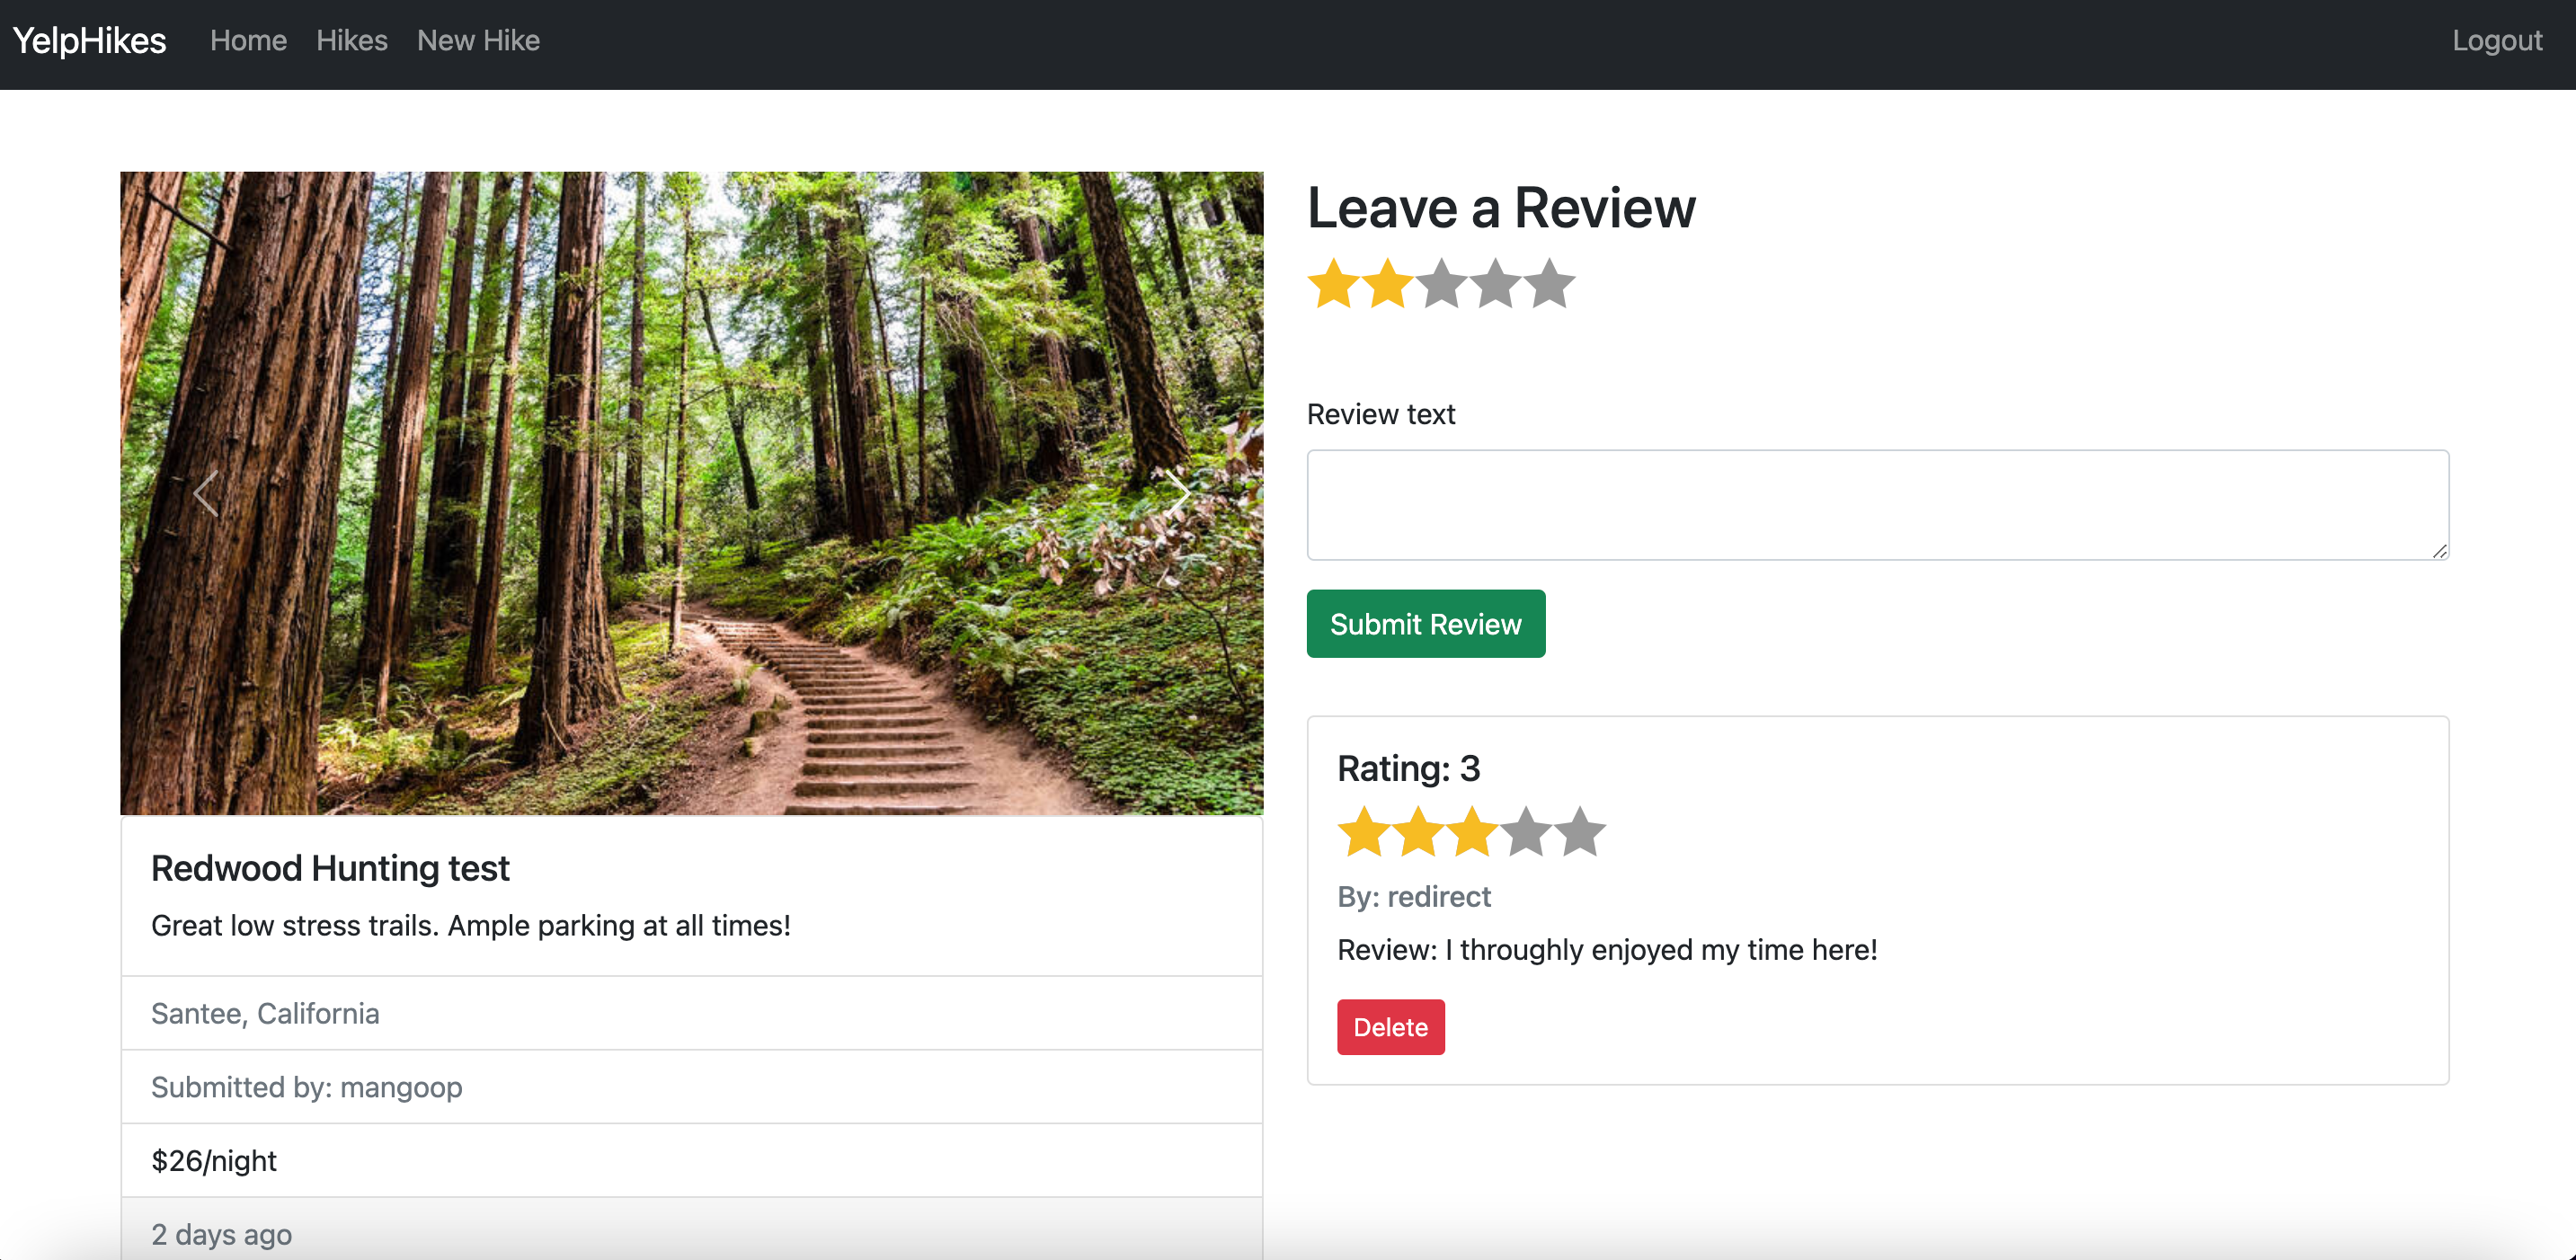 YelpHikes Home Hikes New Hike Logout
Redwood Hunting test
Great low stress trails. Ample parking at all times!
Santee, California
Submitted by: mangoop
$26/night
2 days ago
Leave a Review
Review text
Submit Review
Rating: 3
By: redirect
Review: I throughly enjoyed my time here!
Delete